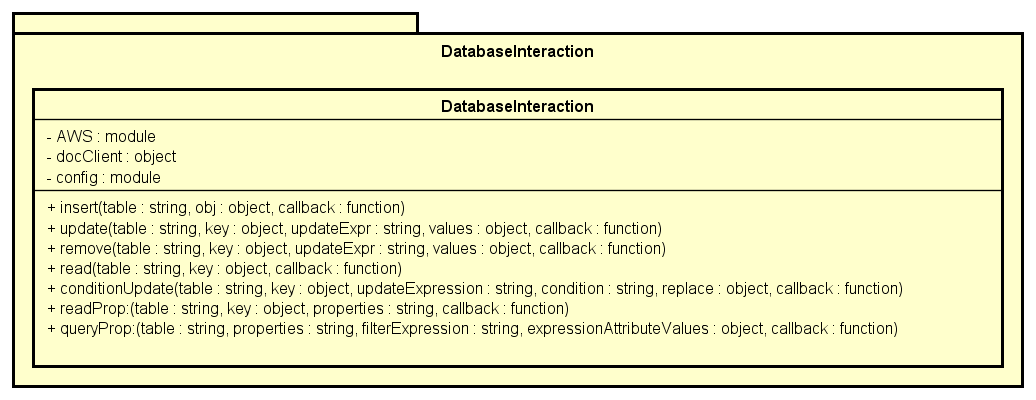 DatabaseInteraction
DatabaseInteraction
- AWS : module
- docClient : object
- config : module
+ insert(table : string, obj : object, callback : function)
+ update(table : string, key : object, updateExpr : string, values : object, callback : function)
+ remove(table : string, key : object, updateExpr : string, values : object, callback : function)
+ read(table : string, key : object, callback : function)
+ conditionUpdate(table : string, key : object, updateExpression : string, condition : string, replace : object, callback : function)
+ readProp:(table : string, key : object, properties : string, callback : function)
+ queryProp:(table : string, properties : string, filterExpression : string, expressionAttributeValues : object, callback : function)